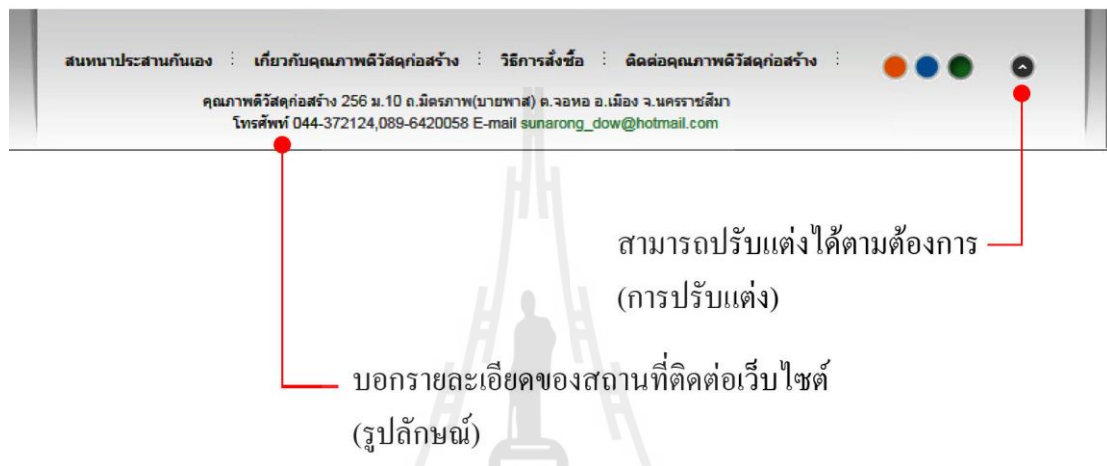 สนทนาประสานกันเอง ⋮ เกี่ยวกับคุณภาพดีวัสดุก่อสร้าง ⋮ วิธีการสั่งซื้อ ⋮ ติดต่อคุณภาพดีวัสดุก่อสร้าง ⋮
คุณภาพดีวัสดุก่อสร้าง 256 ม.10 ถ.มิตรภาพ(บายพาส) ต.จอหอ อ.เมือง จ.นครราชสีมา
โทรศัพท์ 044-372124,089-6420058 E-mail sunarong_dow@hotmail.com
สามารถปรับแต่งได้ตามต้องการ
(การปรับแต่ง)
บอกรายละเอียดของสถานที่ติดต่อเว็บไซต์
(รูปลักษณ์)